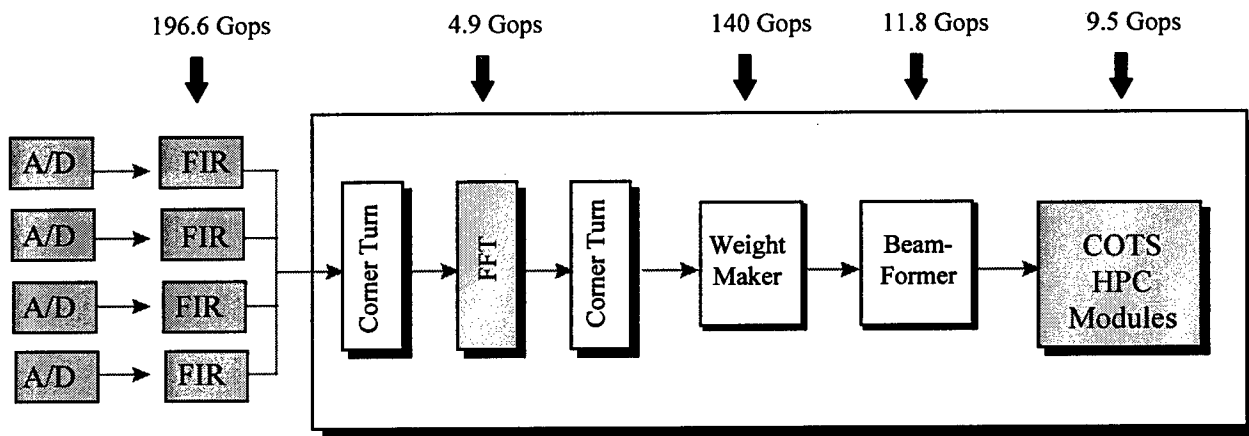 196.6 Gops
4.9 Gops
140 Gops
11.8 Gops
9.5 Gops
A/D
FIR
A/D
FIR
A/D
FIR
A/D
FIR
Corner Turn
FFT
Corner Turn
Weight
Maker
Beam-
Former
COTS
HPC
Modules